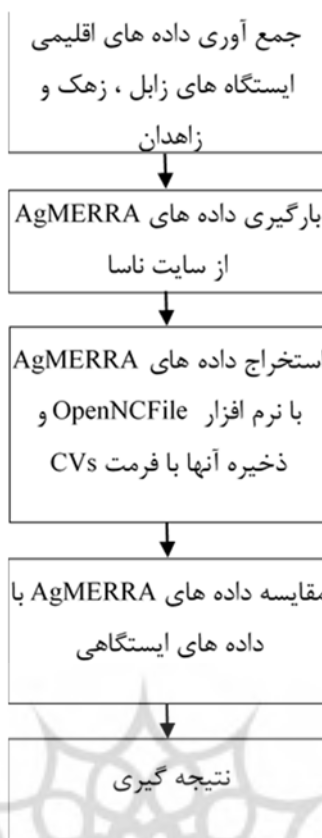 جمع آوری داده های اقلیمی
ایستگاه های زابل ، زهک و
زاهدان
بارگیری داده های AgMERRA
از سایت ناسا
استخراج داده های AgMERRA
با نرم افزار OpenNCFile و
ذخیره آنها با فرمت CVs
مقایسه داده های AgMERRA با
داده های ایستگاهی
نتیجه گیری